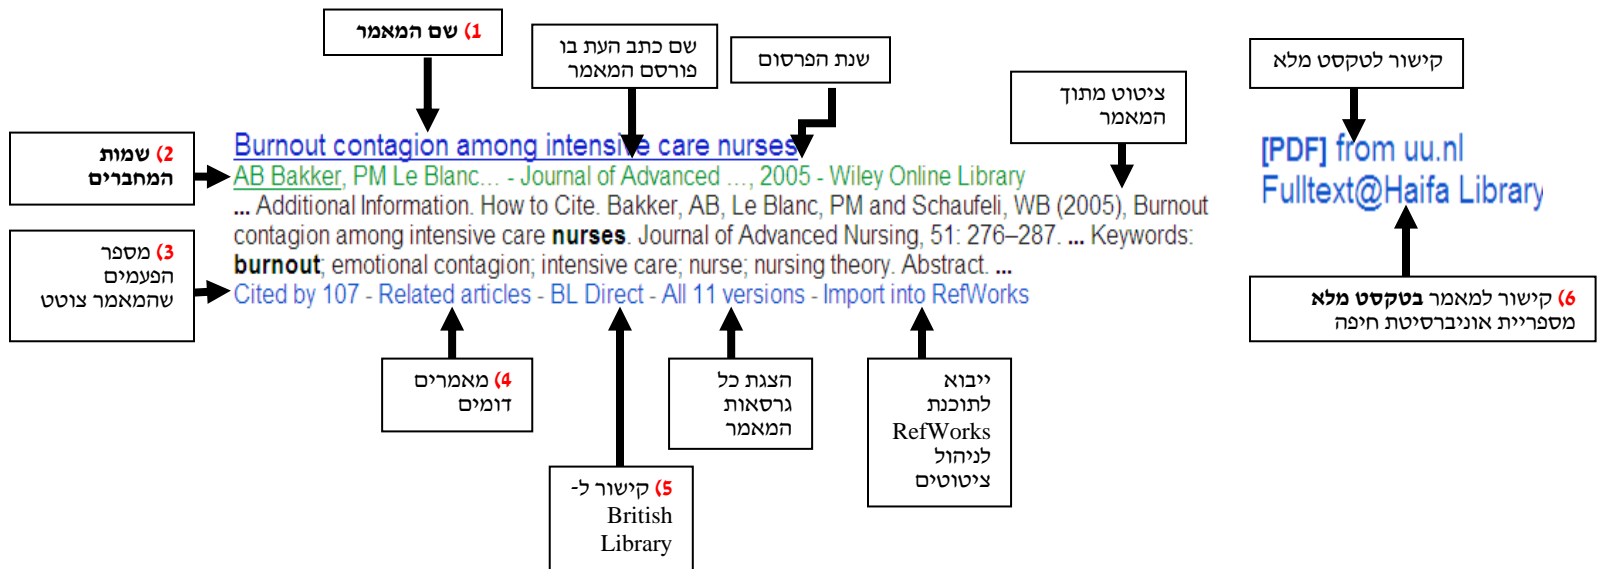 1) שם המאמר
שם כתב העת בו
פורסם המאמר
שנת הפרסום
קישור לטקסט מלא
ציטוט מתוך
המאמר
2) שמות
המחברים
Burnout contagion among intensive care nurses
AB Bakker, PM Le Blanc... - Journal of Advanced ..., 2005 - Wiley Online Library
... Additional Information. How to Cite. Bakker, AB, Le Blanc, PM and Schaufeli, WB (2005), Burnout
contagion among intensive care nurses. Journal of Advanced Nursing, 51: 276–287. ... Keywords:
burnout; emotional contagion; intensive care; nurse; nursing theory. Abstract. ...
Cited by 107 - Related articles - BL Direct - All 11 versions - Import into RefWorks
[PDF] from uu.nl
Fulltext@Haifa Library
3) מספר
הפעמים
שהמאמר צוטט
6) קישור למאמר בטקסט מלא
מספריית אוניברסיטת חיפה
4) מאמרים
דומים
הצגת כל
גרסאות
המאמר
ייבוא
לתוכנת
RefWorks
לניהול
ציטוטים
5) קישור ל-
British
Library